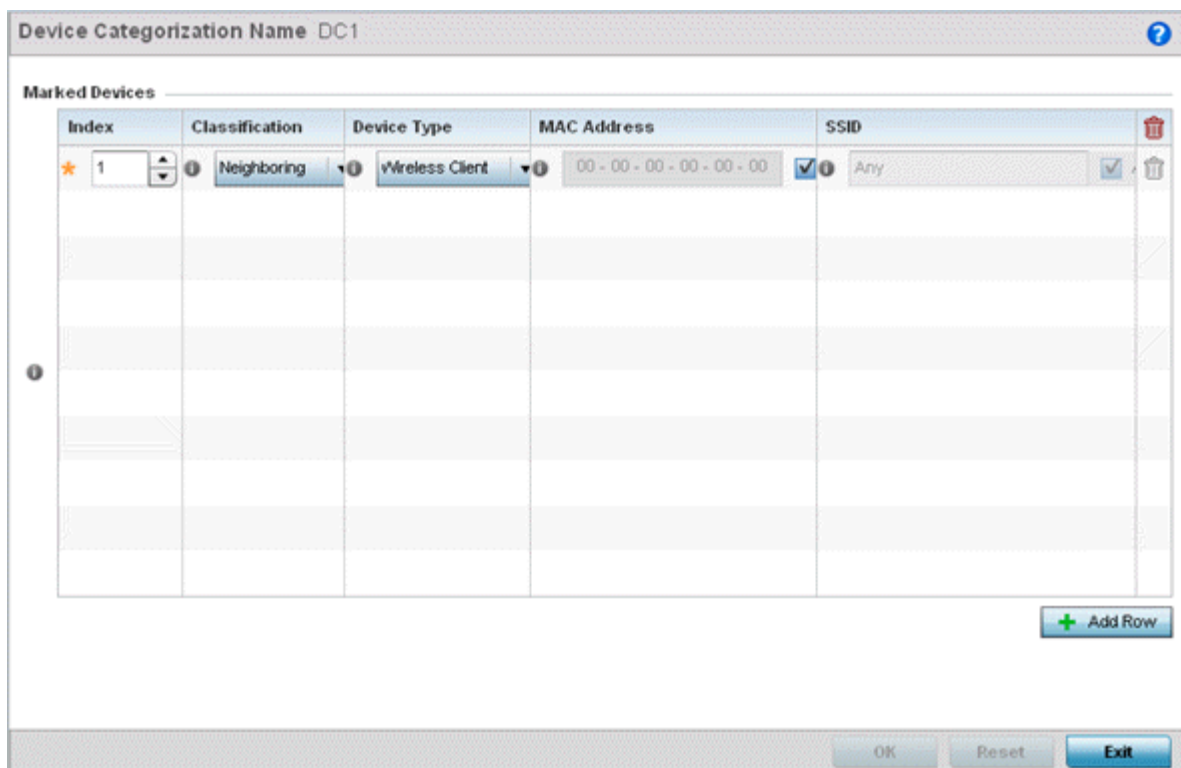 Device Categorization Name DC1
Marked Devices
Index Classification Device Type MAC Address SSID
1 Neighboring Wireless Client 00 - 00 - 00 - 00 - 00 - 00 Any
Add Row
OK Reset Exit